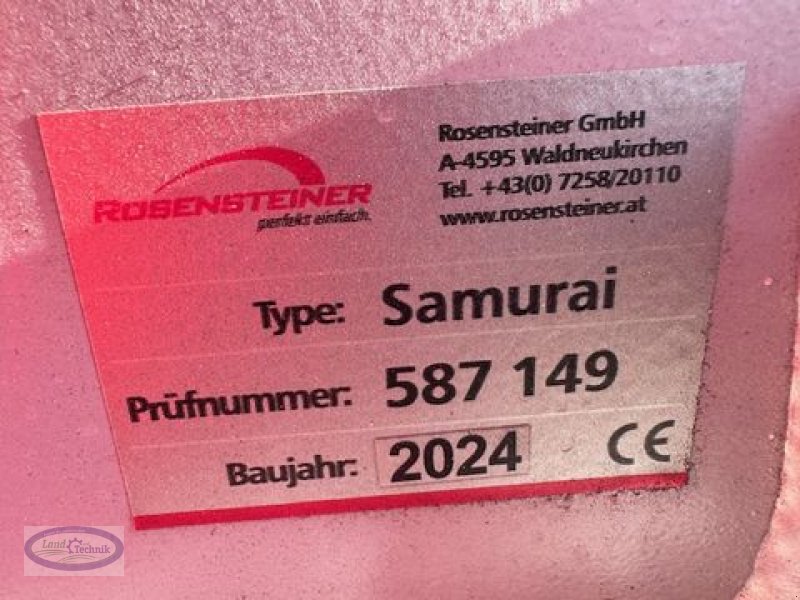 ROSENSTEINER
perfekt einfach.
Rosensteiner GmbH
A-4595 Waldneukirchen
Tel. +43(0) 7258/20110
www.rosensteiner.at
Type: Samurai
Prüfnummer: 587 149
Baujahr: 2024 CE
Land
Technik